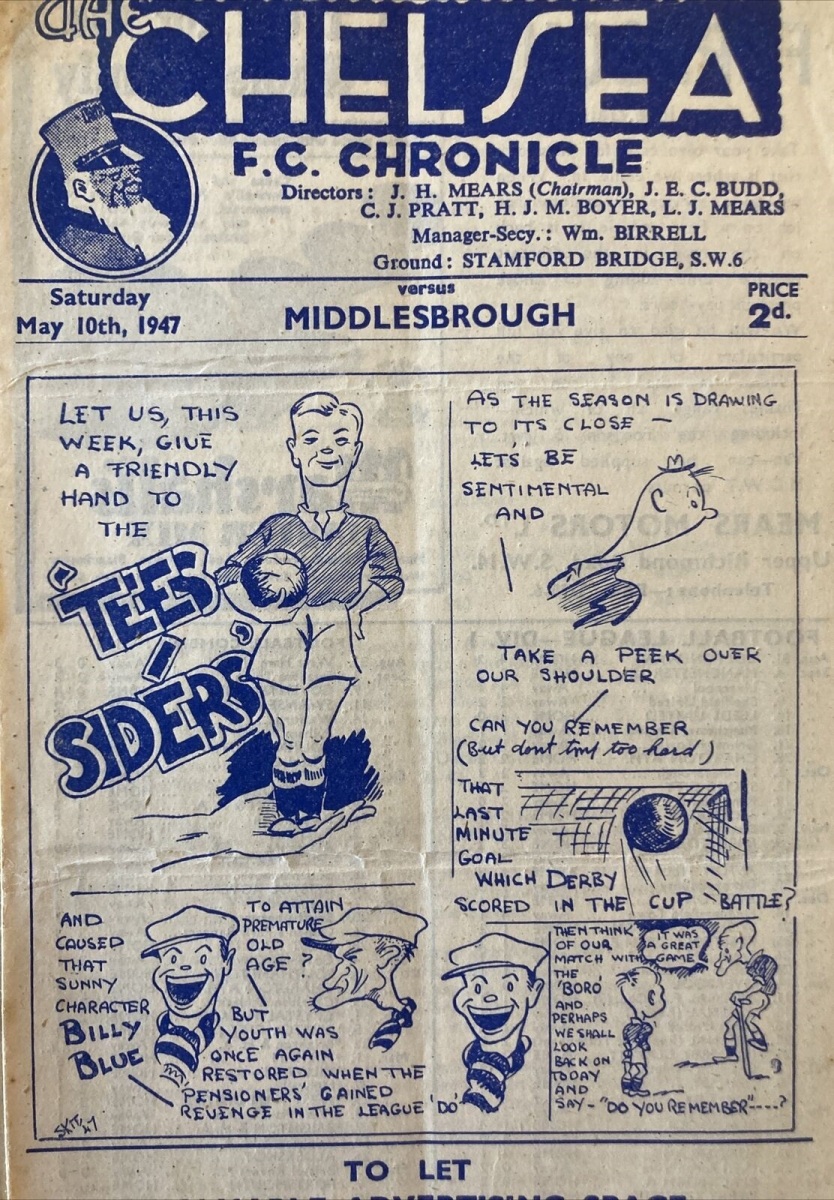 THE
CHELSEA
F.C. CHRONICLE
Directors: J. H. MEARS (Chairman), J. E. C. BUDD,
C. J. PRATT, H. J. M. BOYER, L. J. MEARS
Manager-Secy.: Wm. BIRRELL
Ground: STAMFORD BRIDGE, S.W.6
Saturday
May 10th, 1947
versus
MIDDLESBROUGH
PRICE
2d.
LET US, THIS
WEEK, GIVE
A FRIENDLY
HAND TO
THE
'TEES
SIDERS'
AS THE SEASON IS DRAWING
TO ITS CLOSE —
LETS BE
SENTIMENTAL
AND
TAKE A PEEK OVER
OUR SHOULDER
CAN YOU REMEMBER
(But dont try too hard)
THAT
LAST
MINUTE
GOAL
WHICH DERBY
SCORED IN THE CUP BATTLE?
AND
CAUSED
THAT
SUNNY
CHARACTER
BILLY
BLUE
TO ATTAIN
PREMATURE
OLD
AGE?
BUT
YOUTH WAS
ONCE AGAIN
RESTORED WHEN THE
'PENSIONERS' GAINED
REVENGE IN THE LEAGUE 'DO'
THEN THINK
OF OUR
MATCH WITH
THE
'BORO'
AND
PERHAPS
WE SHALL
LOOK
BACK ON
TODAY
AND
SAY - "DO YOU REMEMBER"----?
IT WAS
A GREAT
GAME
SKIT/47
TO LET
ADVERTISING SPACE